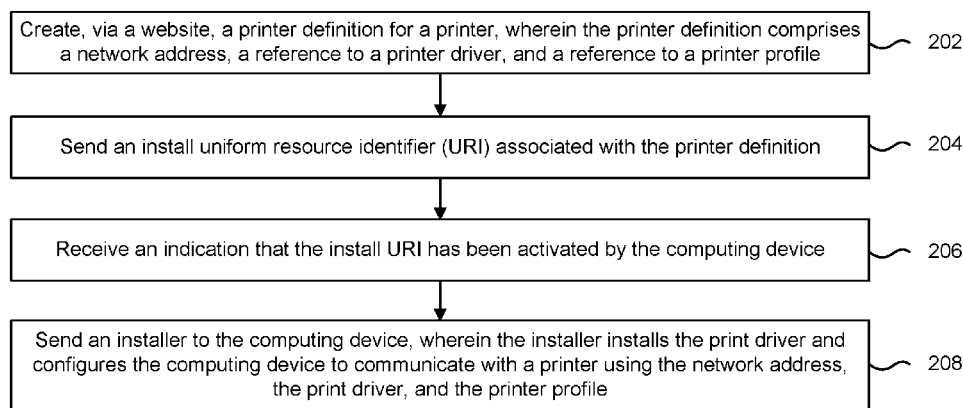 Create, via a website, a printer definition for a printer, wherein the printer definition comprises
a network address, a reference to a printer driver, and a reference to a printer profile
202
Send an install uniform resource identifier (URI) associated with the printer definition
204
Receive an indication that the install URI has been activated by the computing device
206
Send an installer to the computing device, wherein the installer installs the print driver and
configures the computing device to communicate with a printer using the network address,
the print driver, and the printer profile
208